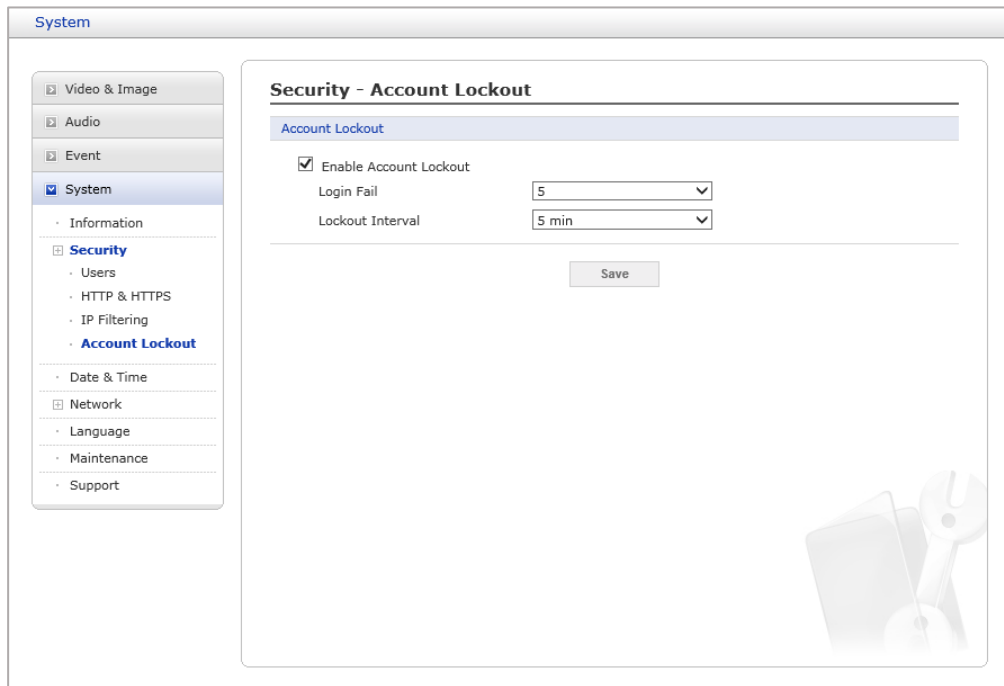 System
Video & Image
Audio
Event
System
Information
Security
Users
HTTP & HTTPS
IP Filtering
Account Lockout
Date & Time
Network
Language
Maintenance
Support
Security - Account Lockout
Account Lockout
Enable Account Lockout
Login Fail 5
Lockout Interval 5 min
Save